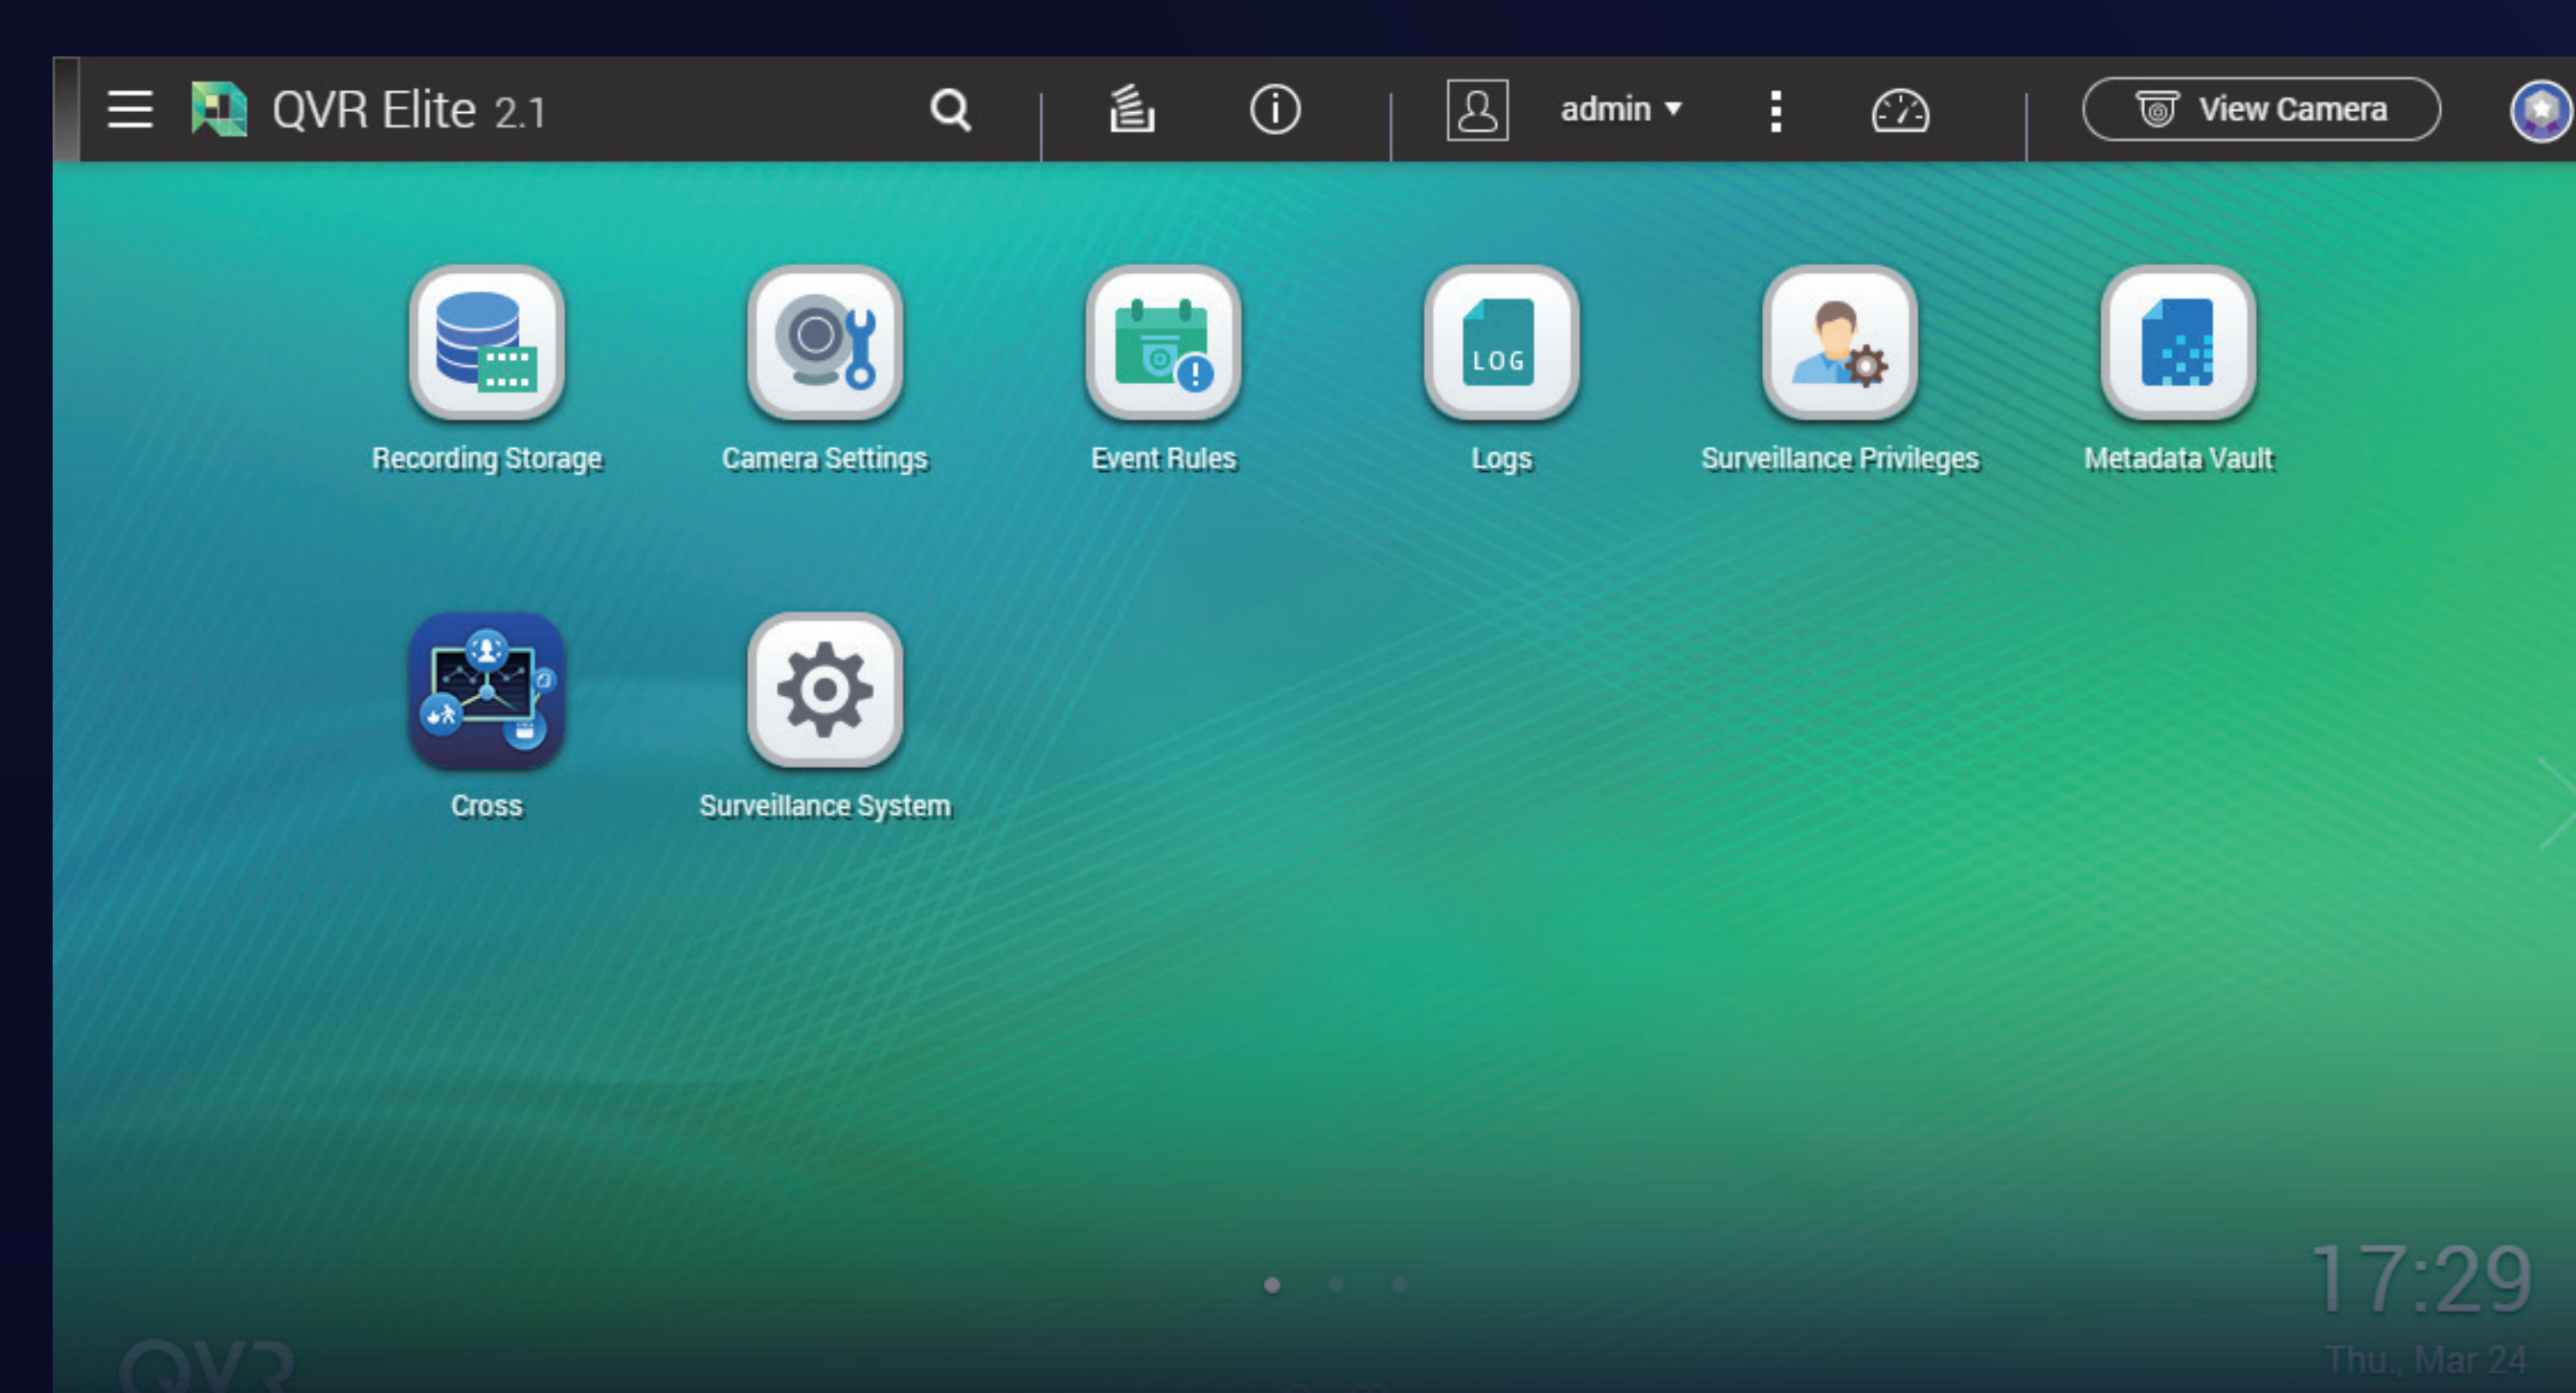 QVR Elite 2.1
admin
View Camera
LOG
Recording Storage
Camera Settings
Event Rules
Logs
Surveillance Privileges
Metadata Vault
Cross
Surveillance System
17:29
Thu., Mar 24
QVR